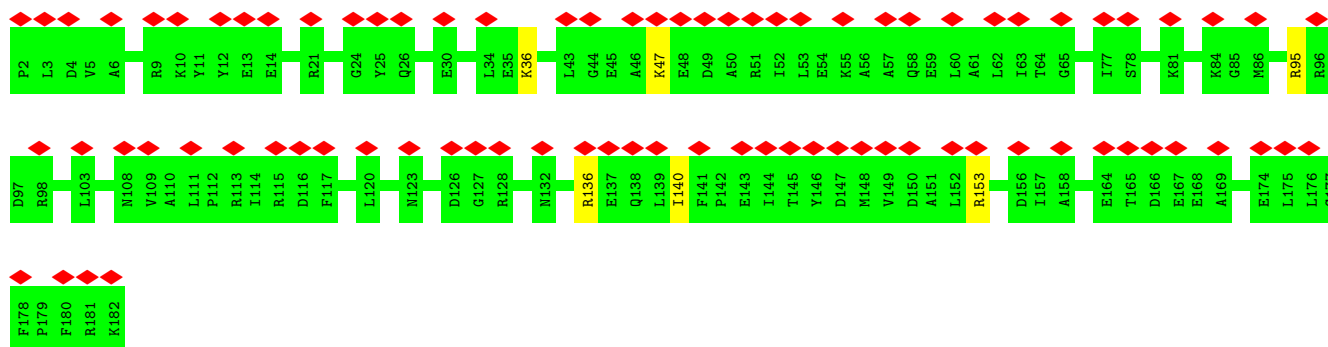 P2 L3 D4 V5 A6 R9 K10 Y11 Y12 E13 E14 R21 G24 Y25 Q26 E30 L34 E35 K36 L43 G44 E45 A46 K47 E48 D49 A50 R51 I52 L53 E54 K55 A56 A57 Q58 E59 L60 A61 L62 I63 T64 G65 I77 S78 K81 K84 G85 M86 R95 R96
D97 R98 L103 N108 V109 A110 L111 P112 R113 I114 R115 D116 F117 L120 N123 D126 G127 R128 N132 R136 E137 Q138 L139 I140 F141 P142 E143 I144 T145 Y146 D147 M148 V149 D150 A151 L152 R153 D156 I157 A158 E164 T165 D166 E167 E168 A169 E174 L175 L176
F178 P179 F180 R181 K182